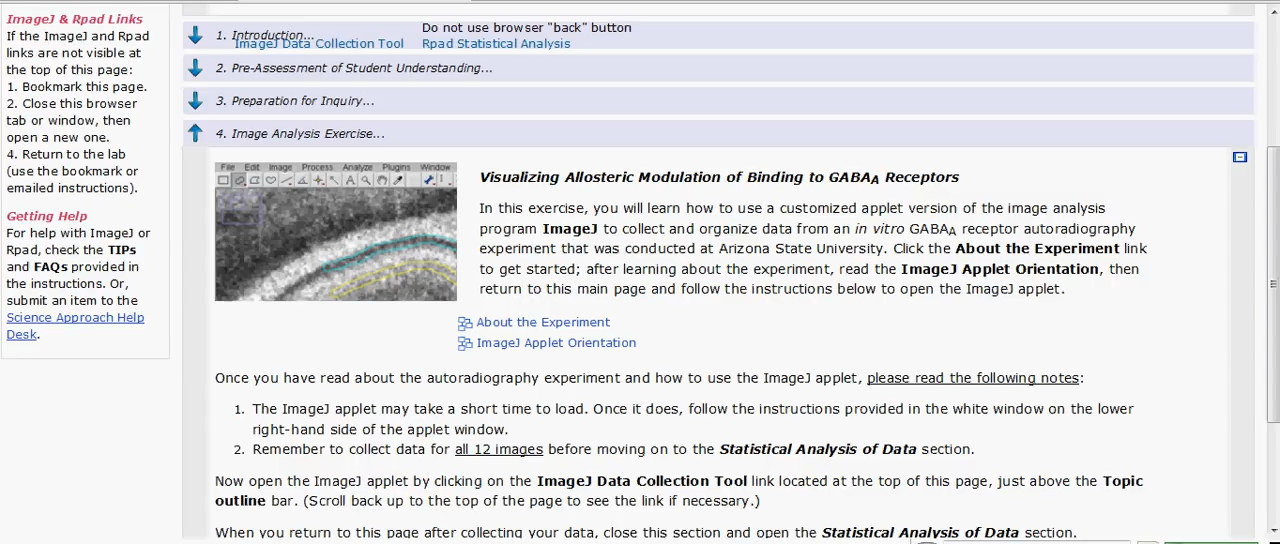 ImageJ & Rpad Links
If the ImageJ and Rpad
links are not visible at
the top of this page:
1. Bookmark this page.
2. Close this browser
tab or window, then
open a new one.
4. Return to the lab
(use the bookmark or
emailed instructions).
Getting Help
For help with ImageJ or
Rpad, check the TIPs
and FAQs provided in
the instructions. Or,
submit an item to the
Science Approach Help
Desk.
Do not use browser "back" button
1. Introduction...
ImageJ Data Collection Tool Rpad Statistical Analysis
2. Pre-Assessment of Student Understanding...
3. Preparation for Inquiry...
4. Image Analysis Exercise...
File Edit Image Process Analyze Plugins Window
Visualizing Allosteric Modulation of Binding to GABAA Receptors
In this exercise, you will learn how to use a customized applet version of the image analysis
program ImageJ to collect and organize data from an in vitro GABAA receptor autoradiography
experiment that was conducted at Arizona State University. Click the About the Experiment link
to get started; after learning about the experiment, read the ImageJ Applet Orientation, then
return to this main page and follow the instructions below to open the ImageJ applet.
About the Experiment
ImageJ Applet Orientation
Once you have read about the autoradiography experiment and how to use the ImageJ applet, please read the following notes:
1. The ImageJ applet may take a short time to load. Once it does, follow the instructions provided in the white window on the lower
right-hand side of the applet window.
2. Remember to collect data for all 12 images before moving on to the Statistical Analysis of Data section.
Now open the ImageJ applet by clicking on the ImageJ Data Collection Tool link located at the top of this page, just above the Topic
outline bar. (Scroll back up to the top of the page to see the link if necessary.)
When you return to this page after collecting your data, close this section and open the Statistical Analysis of Data section.